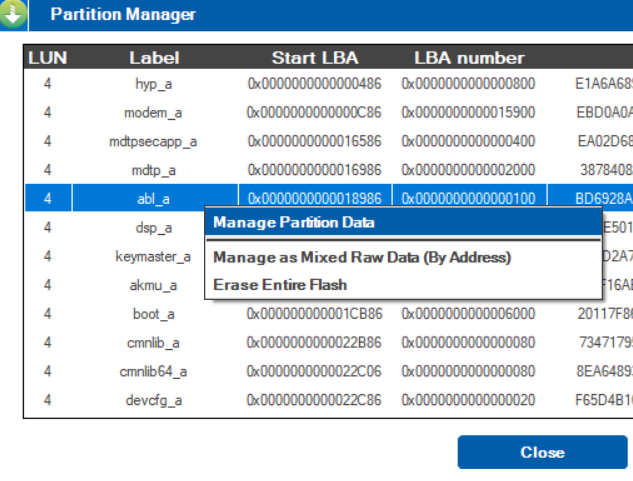 Partition Manager
LUN Label Start LBA LBA number
4 hyp_a 0x0000000000000486 0x0000000000000800 E1A6A689
4 modem_a 0x0000000000000C86 0x0000000000015900 EBD0A0A
4 mdtpsecapp_a 0x0000000000016586 0x0000000000000400 EA02D68
4 mdtp_a 0x0000000000016986 0x0000000000002000 3878408
4 abl_a 0x0000000000018986 0x0000000000000100 BD6928A
4 dsp_a Manage Partition Data E501
4 keymaster_a Manage as Mixed Raw Data (By Address) D2A7
4 akmu_a Erase Entire Flash F16AE
4 boot_a 0x000000000001CB86 0x0000000000006000 20117F86
4 cmnlib_a 0x0000000000022B86 0x0000000000000080 7347179
4 cmnlib64_a 0x0000000000022C06 0x0000000000000080 8EA6489
4 devcfg_a 0x0000000000022C86 0x0000000000000020 F65D4B1
Close